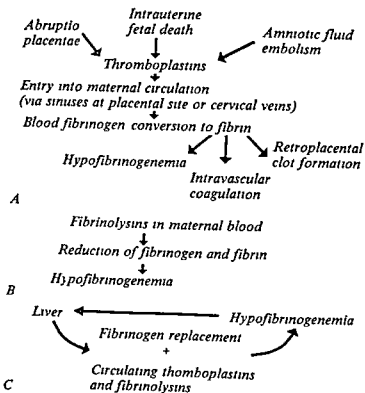 Intrauterine
fetal death
Abruptio
placentae
Amniotic fluid
embolism
Thromboplastins
Entry into maternal circulation
(via sinuses at placental site or cervical veins)
Blood fibrinogen conversion to fibrin
Hypofibrinogenemia
Retroplacental
clot formation
Intravascular
coagulation
A
Fibrinolysins in maternal blood
Reduction of fibrinogen and fibrin
Hypofibrinogenemia
B
Liver
Hypofibrinogenemia
Fibrinogen replacement
+
Circulating thomboplastins
and fibrinolysins
C